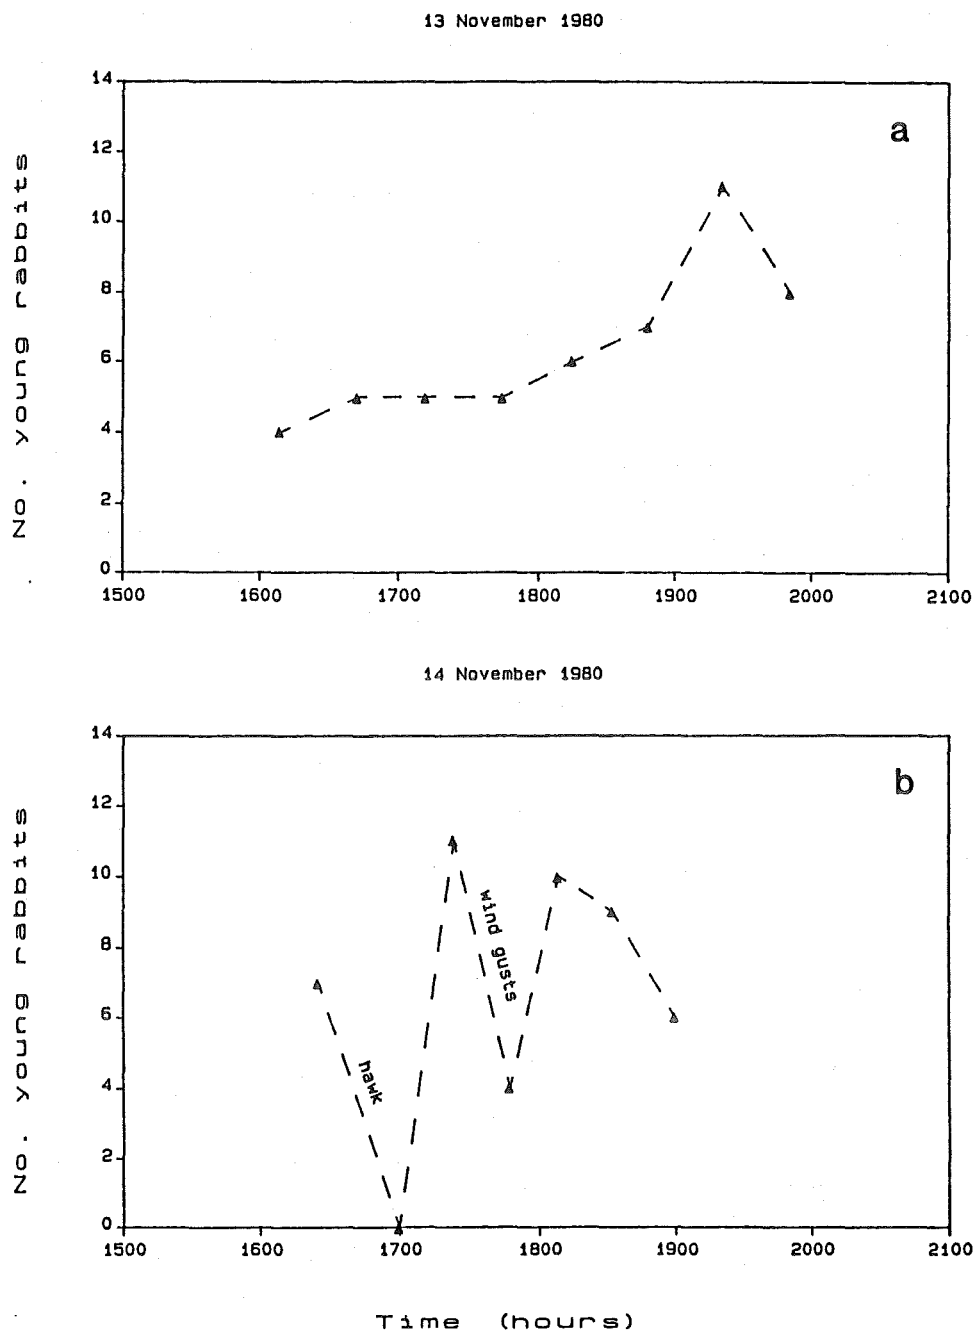 13 November 1980
a
No. young rabbits
14
12
10
8
6
4
2
0
1500 1600 1700 1800 1900 2000 2100
14 November 1980
b
No. young rabbits
14
12
10
8
6
4
2
0
wind gusts
hawk
1500 1600 1700 1800 1900 2000 2100
Time (hours)